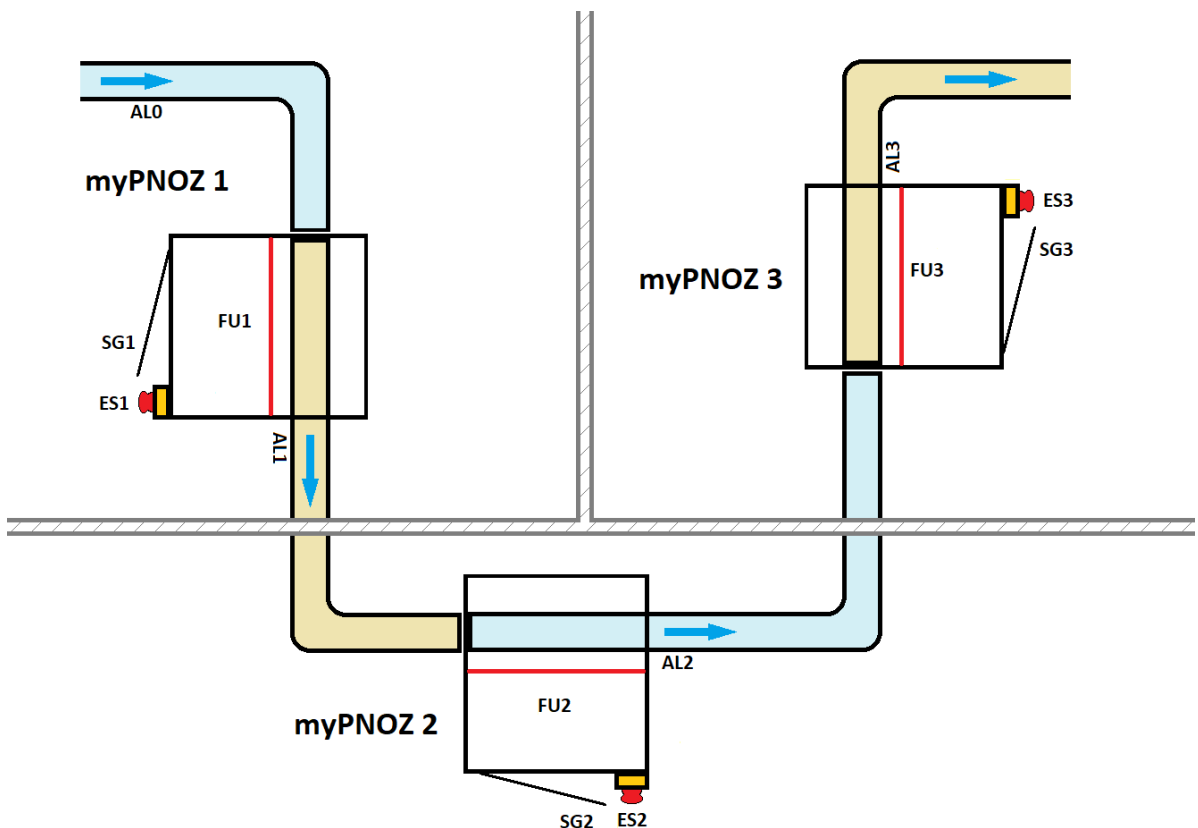 AL0
myPNOZ 1
FU1
SG1
ES1
AL1
AL3
ES3
SG3
FU3
myPNOZ 3
AL2
FU2
myPNOZ 2
SG2
ES2